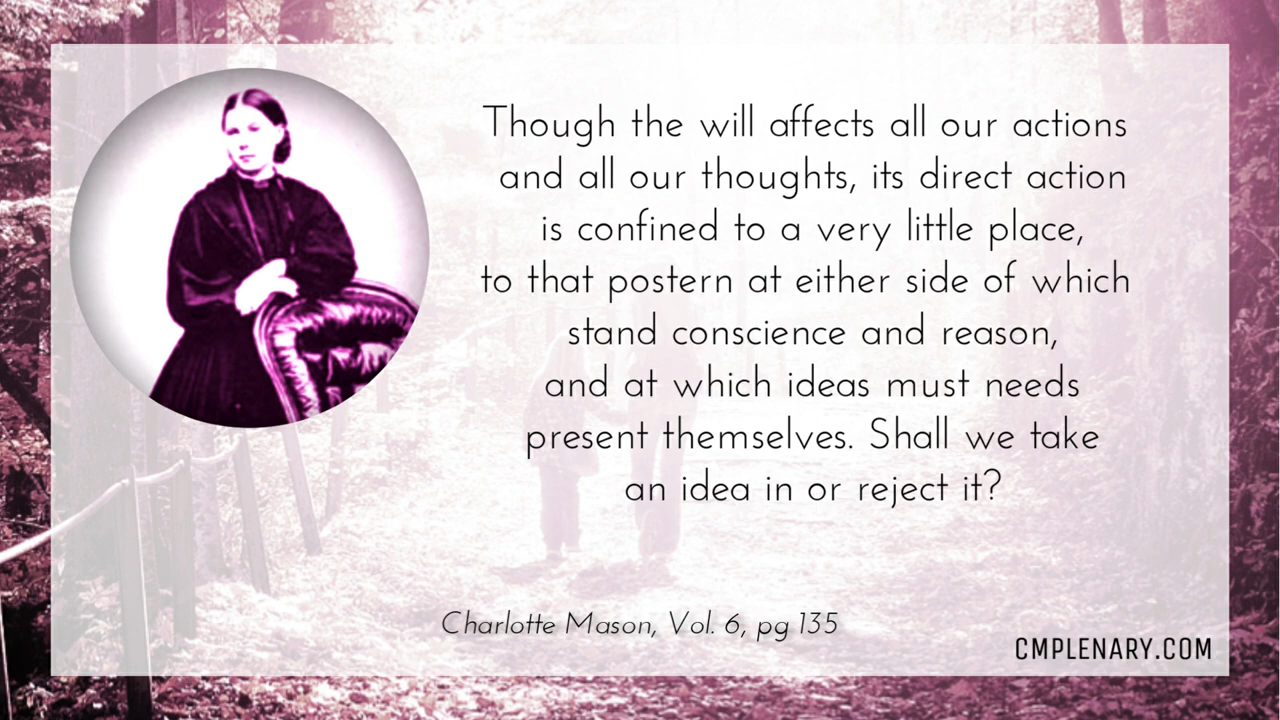 Though the will affects all our actions
and all our thoughts, its direct action
is confined to a very little place,
to that postern at either side of which
stand conscience and reason,
and at which ideas must needs
present themselves. Shall we take
an idea in or reject it?
Charlotte Mason, Vol. 6, pg 135
CMPLENARY.COM